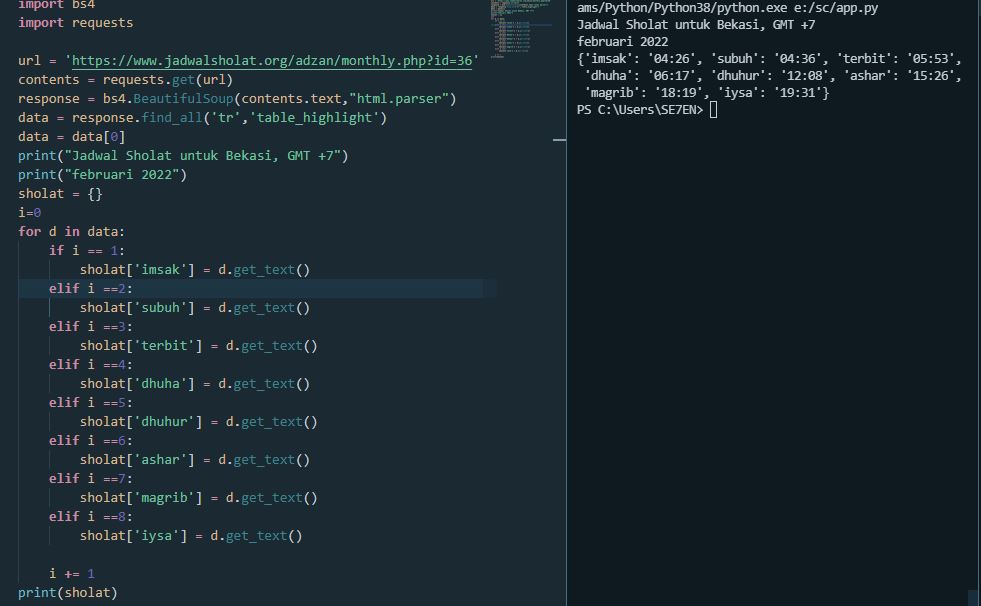 import bs4
import requests

url = 'https://www.jadwalsholat.org/adzan/monthly.php?id=36'
contents = requests.get(url)
response = bs4.BeautifulSoup(contents.text,"html.parser")
data = response.find_all('tr','table_highlight')
data = data[0]
print("Jadwal Sholat untuk Bekasi, GMT +7")
print("februari 2022")
sholat = {}
i=0
for d in data:
    if i == 1:
        sholat['imsak'] = d.get_text()
    elif i ==2:
        sholat['subuh'] = d.get_text()
    elif i ==3:
        sholat['terbit'] = d.get_text()
    elif i ==4:
        sholat['dhuha'] = d.get_text()
    elif i ==5:
        sholat['dhuhur'] = d.get_text()
    elif i ==6:
        sholat['ashar'] = d.get_text()
    elif i ==7:
        sholat['magrib'] = d.get_text()
    elif i ==8:
        sholat['iysa'] = d.get_text()

    i += 1
print(sholat)
ams/Python/Python38/python.exe e:/sc/app.py
Jadwal Sholat untuk Bekasi, GMT +7
februari 2022
{'imsak': '04:26', 'subuh': '04:36', 'terbit': '05:53',
 'dhuha': '06:17', 'dhuhur': '12:08', 'ashar': '15:26',
 'magrib': '18:19', 'iysa': '19:31'}
PS C:\Users\SE7EN>